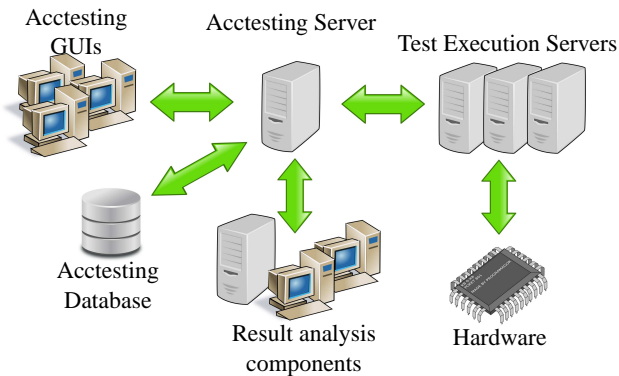 Acctesting
GUIs
Acctesting Server
Test Execution Servers
Acctesting
Database
Result analysis
components
Hardware